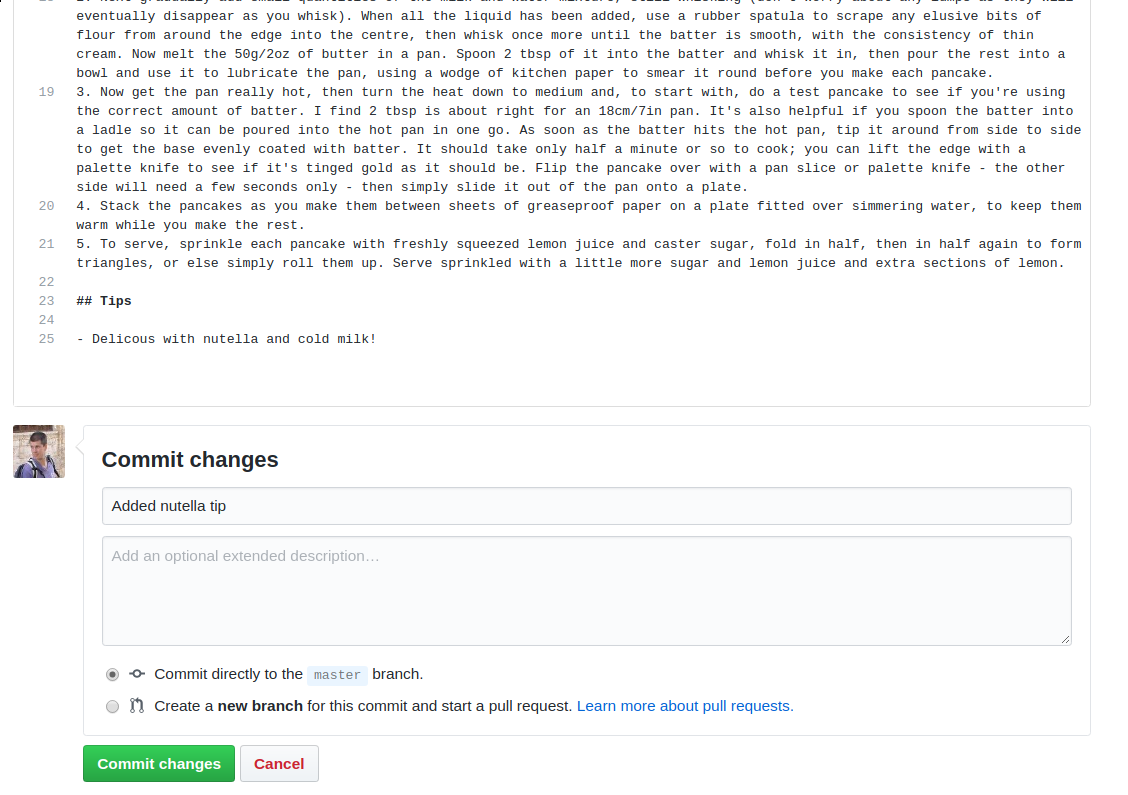 eventually disappear as you whisk). When all the liquid has been added, use a rubber spatula to scrape any elusive bits of
flour from around the edge into the centre, then whisk once more until the batter is smooth, with the consistency of thin
cream. Now melt the 50g/2oz of butter in a pan. Spoon 2 tbsp of it into the batter and whisk it in, then pour the rest into a
bowl and use it to lubricate the pan, using a wodge of kitchen paper to smear it round before you make each pancake.
19 3. Now get the pan really hot, then turn the heat down to medium and, to start with, do a test pancake to see if you're using
the correct amount of batter. I find 2 tbsp is about right for an 18cm/7in pan. It's also helpful if you spoon the batter into
a ladle so it can be poured into the hot pan in one go. As soon as the batter hits the hot pan, tip it around from side to side
to get the base evenly coated with batter. It should take only half a minute or so to cook; you can lift the edge with a
palette knife to see if it's tinged gold as it should be. Flip the pancake over with a pan slice or palette knife - the other
side will need a few seconds only - then simply slide it out of the pan onto a plate.
20 4. Stack the pancakes as you make them between sheets of greaseproof paper on a plate fitted over simmering water, to keep them
warm while you make the rest.
21 5. To serve, sprinkle each pancake with freshly squeezed lemon juice and caster sugar, fold in half, then in half again to form
triangles, or else simply roll them up. Serve sprinkled with a little more sugar and lemon juice and extra sections of lemon.
22
23 ## Tips
24
25 - Delicous with nutella and cold milk!
Commit changes
Added nutella tip
Add an optional extended description…
Commit directly to the master branch.
Create a new branch for this commit and start a pull request. Learn more about pull requests.
Commit changes Cancel